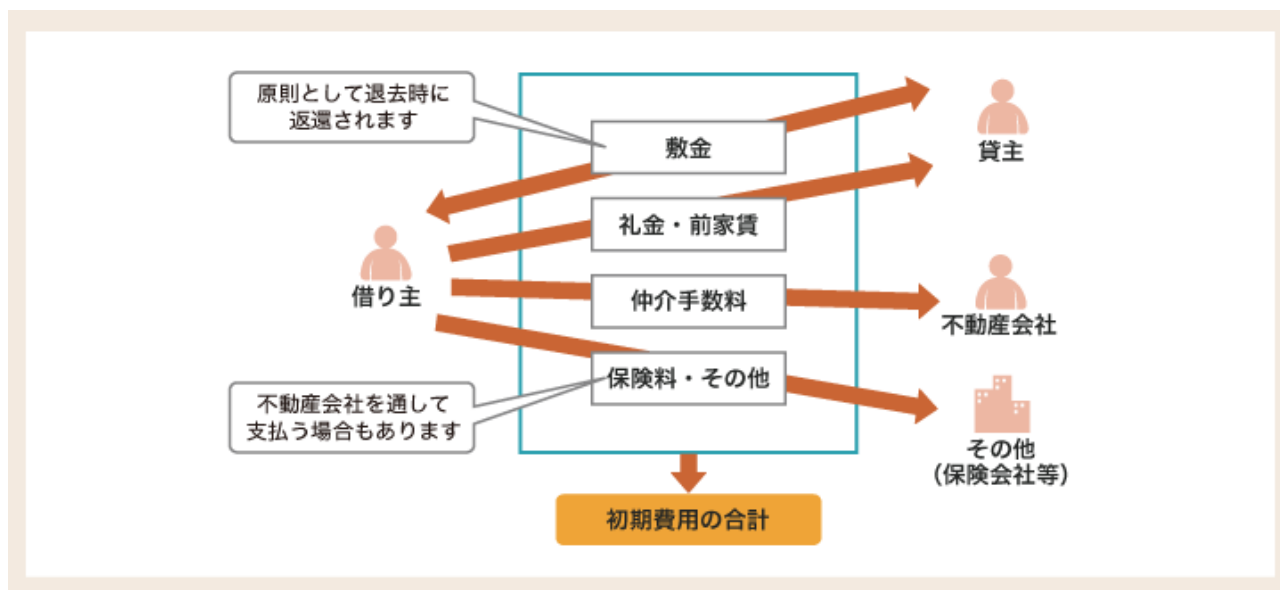 原則として退去時に
返還されます
敷金
貸主
礼金・前家賃
借り主
仲介手数料
不動産会社
保険料・その他
不動産会社を通して
支払う場合もあります
その他
（保険会社等）
初期費用の合計